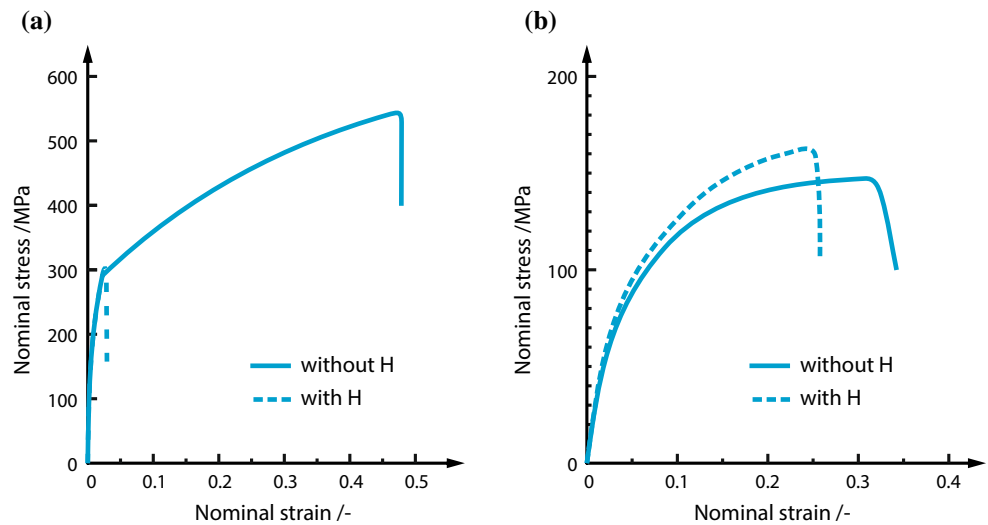 (a)
Nominal stress /MPa
600
500
400
300
200
100
0
0 0.1 0.2 0.3 0.4 0.5
Nominal strain /-
without H
with H
(b)
Nominal stress /MPa
200
100
0
0 0.1 0.2 0.3 0.4
Nominal strain /-
without H
with H